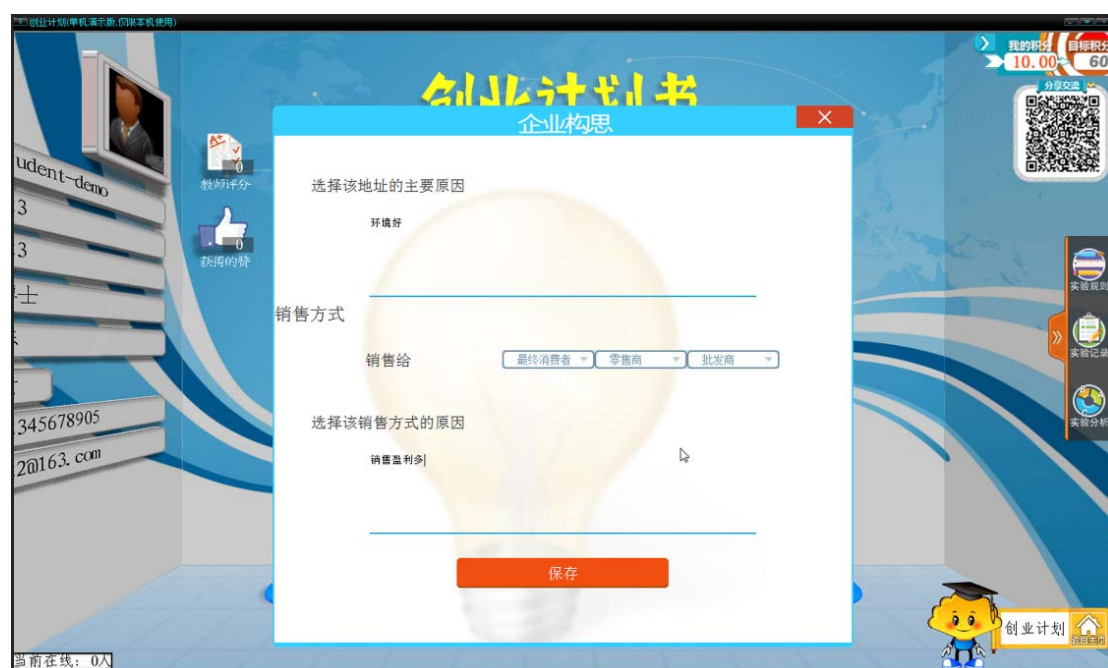 创业计划(单机演示版,仅限本机使用)
我的积分
目标积分
10.00
60
分享交流
创业计划书
企业构思
选择该地址的主要原因
环境好
销售方式
销售给
最终消费者
零售商
批发商
选择该销售方式的原因
销售盈利多
保存
0
教师评分
0
获得的赞
udent-demo
3
3
士
345678905
2@163.com
实验规则
实验记录
实验分析
创业计划
返回主页
当前在线: 0人